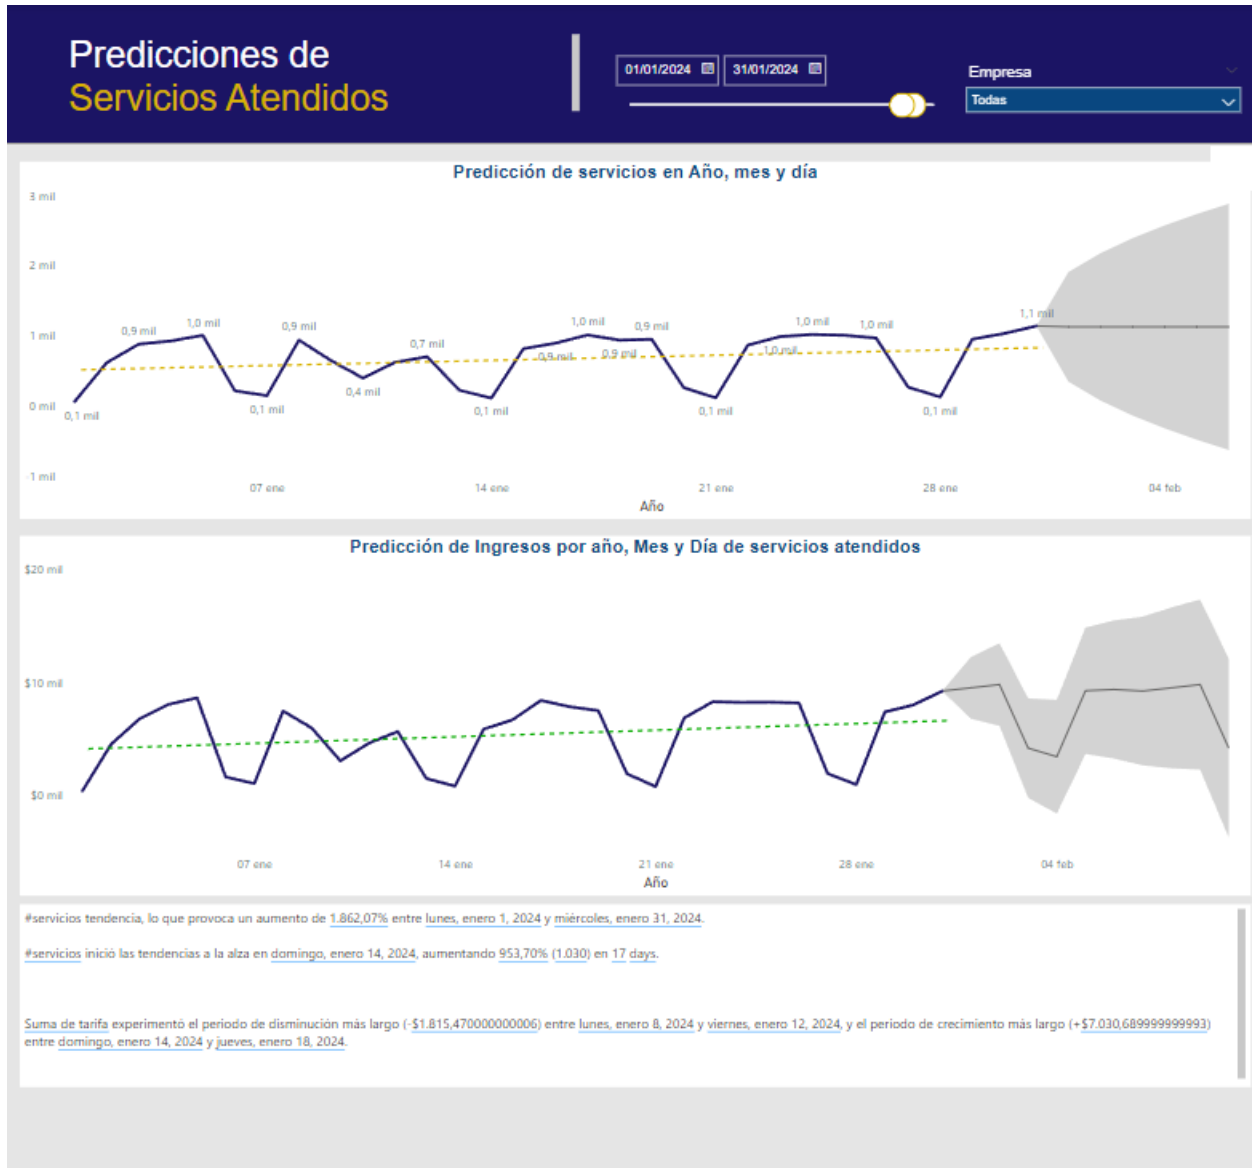 Predicciones de
Servicios Atendidos
01/01/2024
31/01/2024
Empresa
Todas
Predicción de servicios en Año, mes y día
3 mil
2 mil
1 mil
0 mil
-1 mil
0,1 mil
0,9 mil
1,0 mil
0,1 mil
0,9 mil
0,4 mil
0,7 mil
0,1 mil
0,9 mil
1,0 mil
0,9 mil
0,9 mil
0,1 mil
1,0 mil
1,0 mil
1,0 mil
0,1 mil
1,1 mil
07 ene
14 ene
21 ene
28 ene
04 feb
Año
Predicción de Ingresos por año, Mes y Día de servicios atendidos
$20 mil
$10 mil
$0 mil
07 ene
14 ene
21 ene
28 ene
04 feb
Año
#servicios tendencia, lo que provoca un aumento de 1.862,07% entre lunes, enero 1, 2024 y miércoles, enero 31, 2024.
#servicios inició las tendencias a la alza en domingo, enero 14, 2024, aumentando 953,70% (1.030) en 17 days.
Suma de tarifa experimentó el período de disminución más largo (-$1.815,470000000006) entre lunes, enero 8, 2024 y viernes, enero 12, 2024, y el período de crecimiento más largo (+$7.030,689999999993)
entre domingo, enero 14, 2024 y jueves, enero 18, 2024.